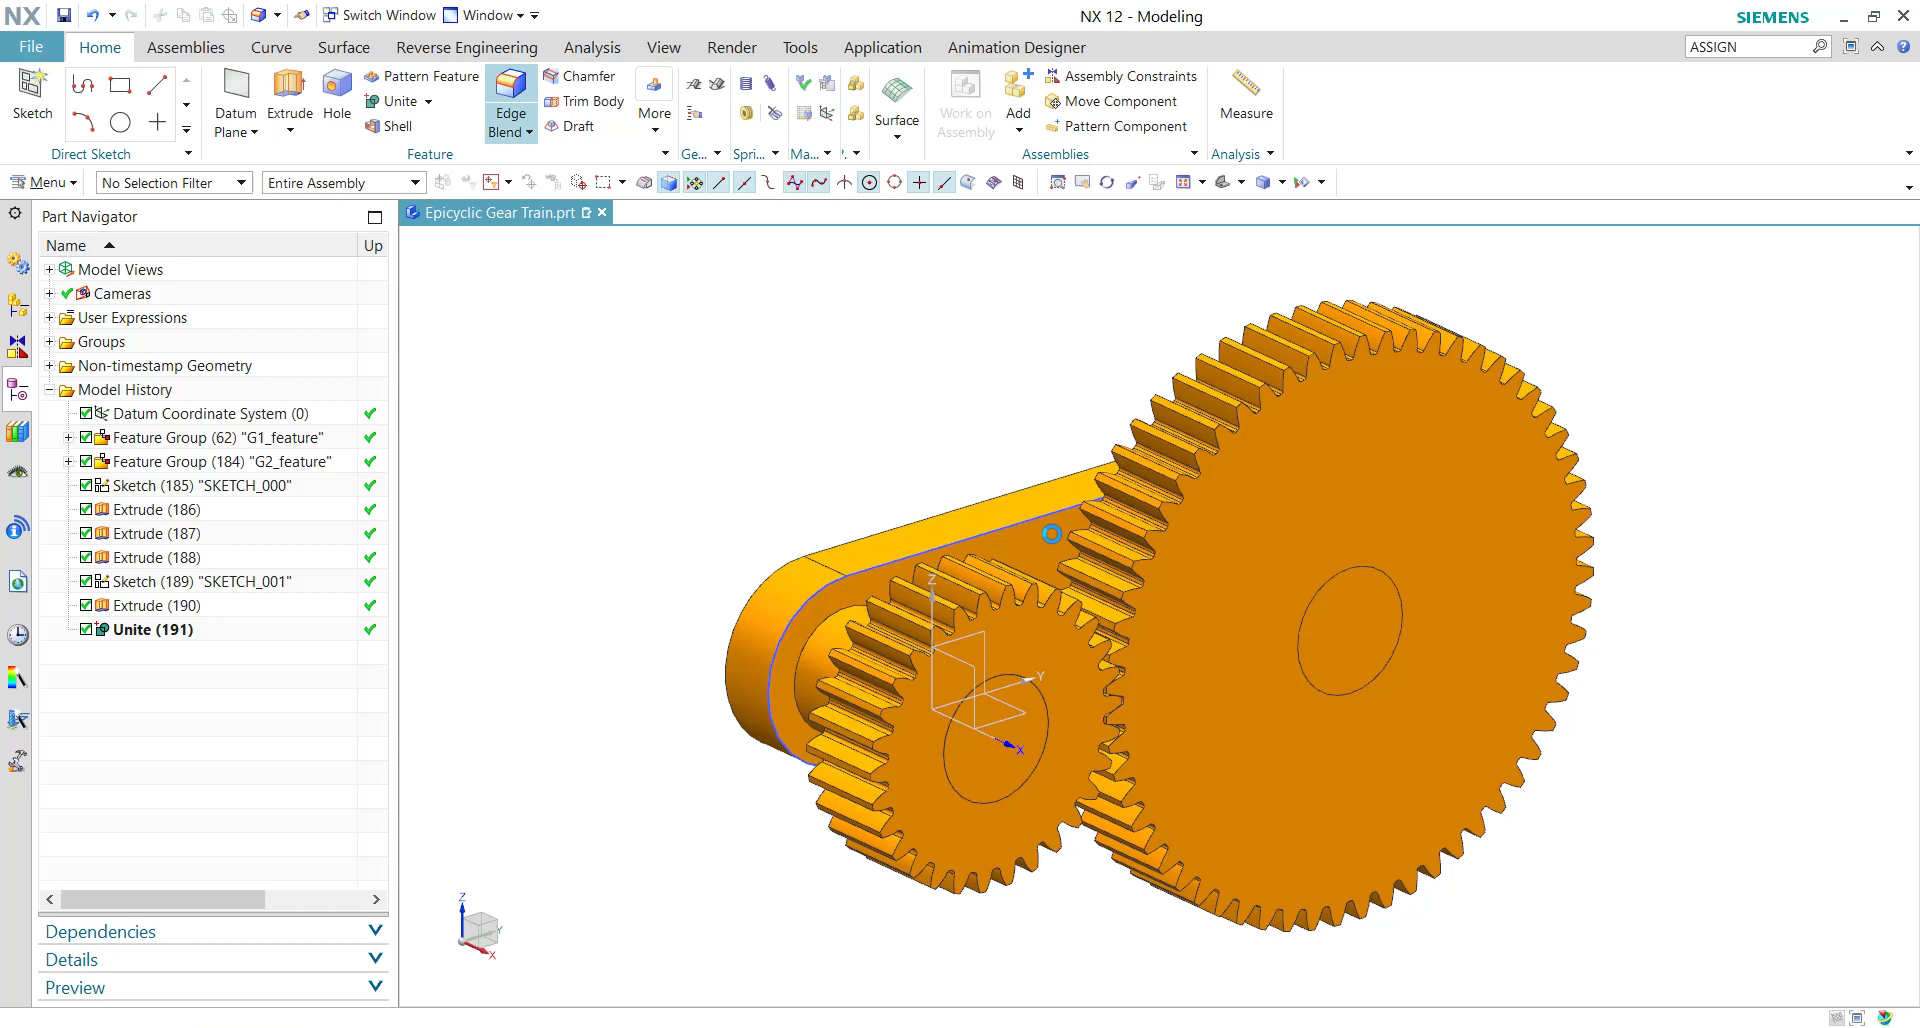 NX
Switch Window
Window
NX 12 - Modeling
SIEMENS
File
Home
Assemblies
Curve
Surface
Reverse Engineering
Analysis
View
Render
Tools
Application
Animation Designer
ASSIGN
Sketch
Direct Sketch
Datum
Plane
Extrude
Hole
Pattern Feature
Unite
Shell
Edge
Blend
Chamfer
Trim Body
Draft
More
Feature
Ge...
Spri...
Ma...
Surface
Work on
Assembly
Add
Assembly Constraints
Move Component
Pattern Component
Assemblies
Measure
Analysis
Menu
No Selection Filter
Entire Assembly
Part Navigator
Epicyclic Gear Train.prt
Name
Up
Model Views
Cameras
User Expressions
Groups
Non-timestamp Geometry
Model History
Datum Coordinate System (0)
Feature Group (62) "G1_feature"
Feature Group (184) "G2_feature"
Sketch (185) "SKETCH_000"
Extrude (186)
Extrude (187)
Extrude (188)
Sketch (189) "SKETCH_001"
Extrude (190)
Unite (191)
Z
Y
X
Z
Y
X
Dependencies
Details
Preview